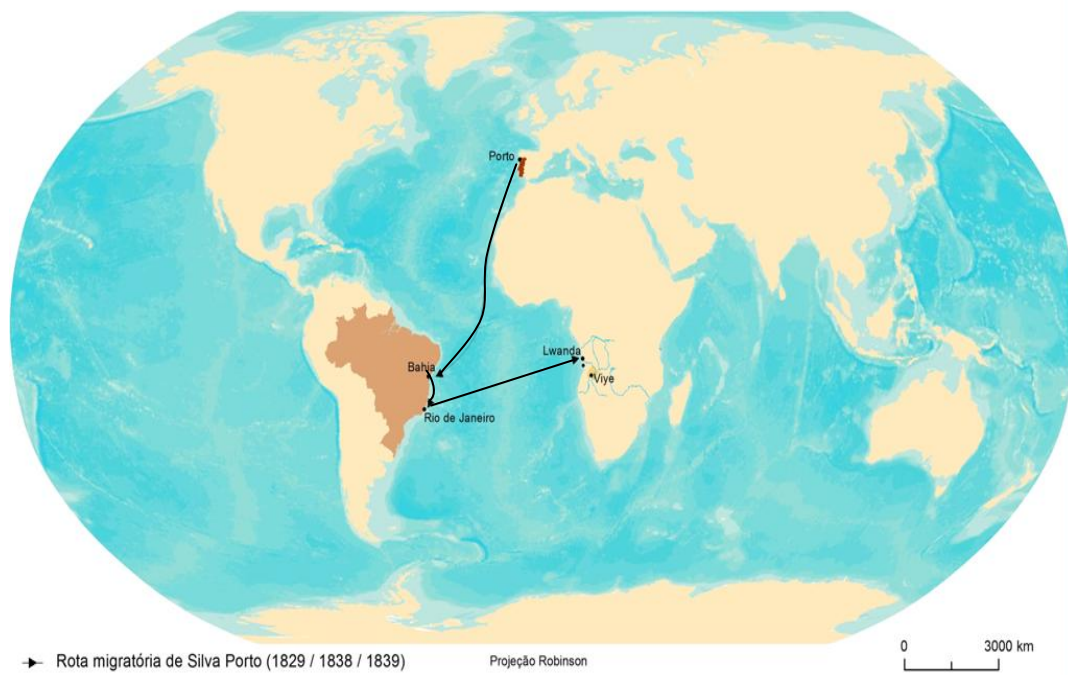 Porto
Lwanda
Viye
Bahia
Rio de Janeiro
Rota migratória de Silva Porto (1829 / 1838 / 1839)
Projeção Robinson
0 3000 km